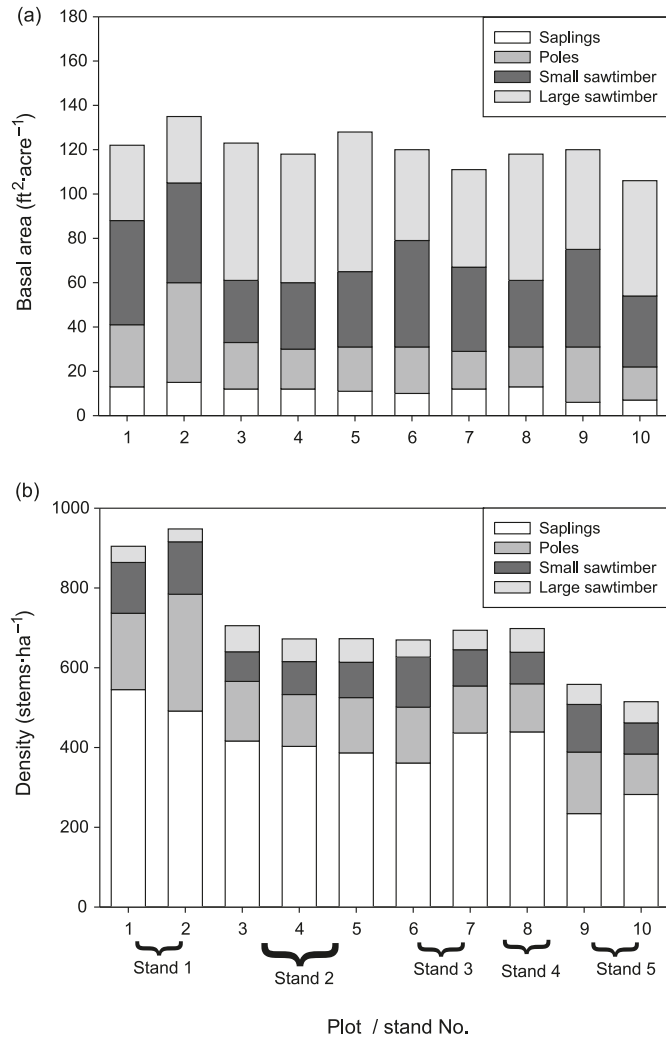 (a)
180
160
140
120
100
80
60
40
20
0
Basal area (ft²·acre⁻¹)
Saplings
Poles
Small sawtimber
Large sawtimber
1 2 3 4 5 6 7 8 9 10
(b)
1000
800
600
400
200
0
Density (stems·ha⁻¹)
Saplings
Poles
Small sawtimber
Large sawtimber
1 2 3 4 5 6 7 8 9 10
Stand 1 Stand 2 Stand 3 Stand 4 Stand 5
Plot / stand No.